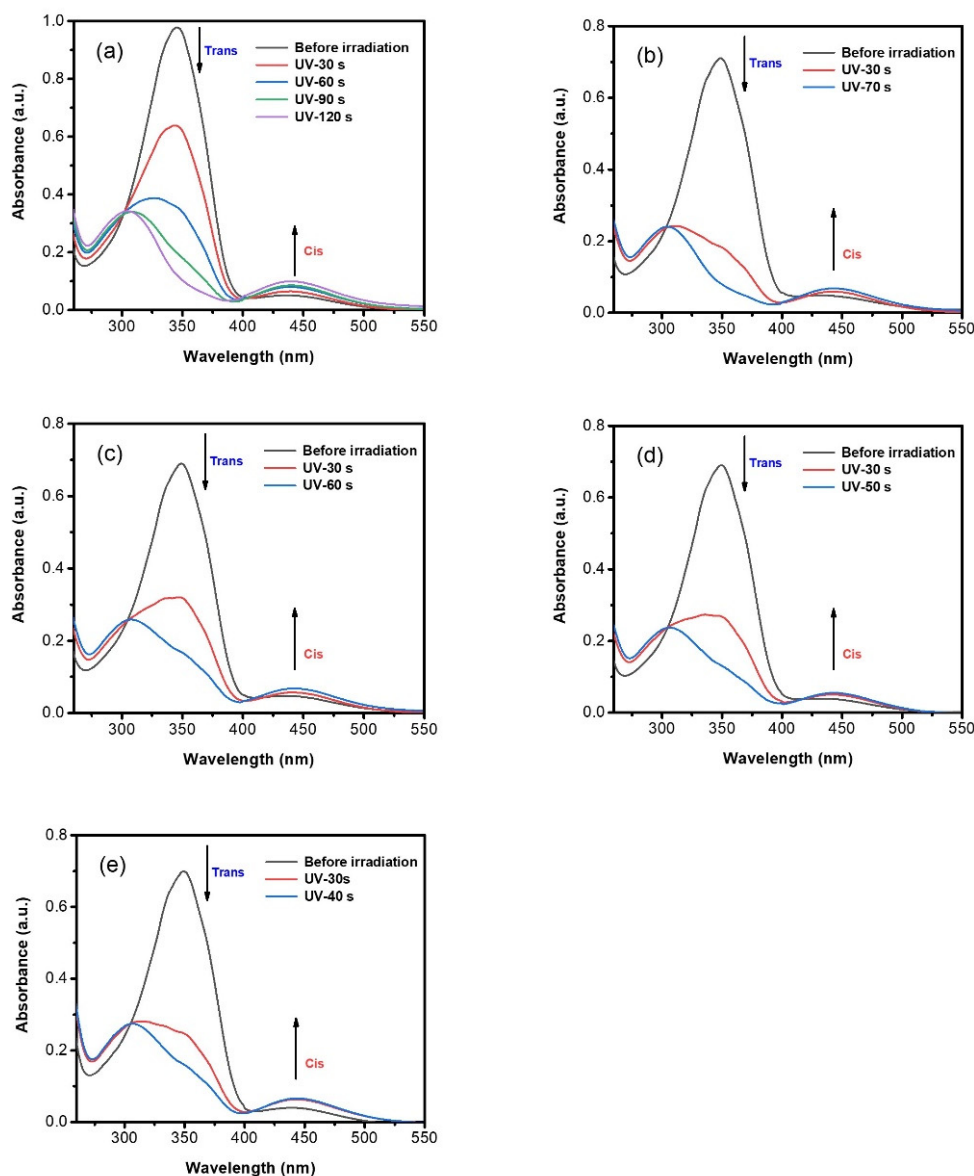 (a)
Trans
Before irradiation
UV-30 s
UV-60 s
UV-90 s
UV-120 s
Cis
1.0
0.8
0.6
0.4
0.2
0.0
300 350 400 450 500 550
Absorbance (a.u.)
Wavelength (nm)
(b)
Trans
Before irradiation
UV-30 s
UV-70 s
Cis
0.8
0.6
0.4
0.2
0.0
300 350 400 450 500 550
Absorbance (a.u.)
Wavelength (nm)
(c)
Trans
Before irradiation
UV-30 s
UV-60 s
Cis
0.8
0.6
0.4
0.2
0.0
300 350 400 450 500 550
Absorbance (a.u.)
Wavelength (nm)
(d)
Trans
Before irradiation
UV-30 s
UV-50 s
Cis
0.8
0.6
0.4
0.2
0.0
300 350 400 450 500 550
Absorbance (a.u.)
Wavelength (nm)
(e)
Trans
Before irradiation
UV-30s
UV-40 s
Cis
0.8
0.6
0.4
0.2
0.0
300 350 400 450 500 550
Absorbance (a.u.)
Wavelength (nm)